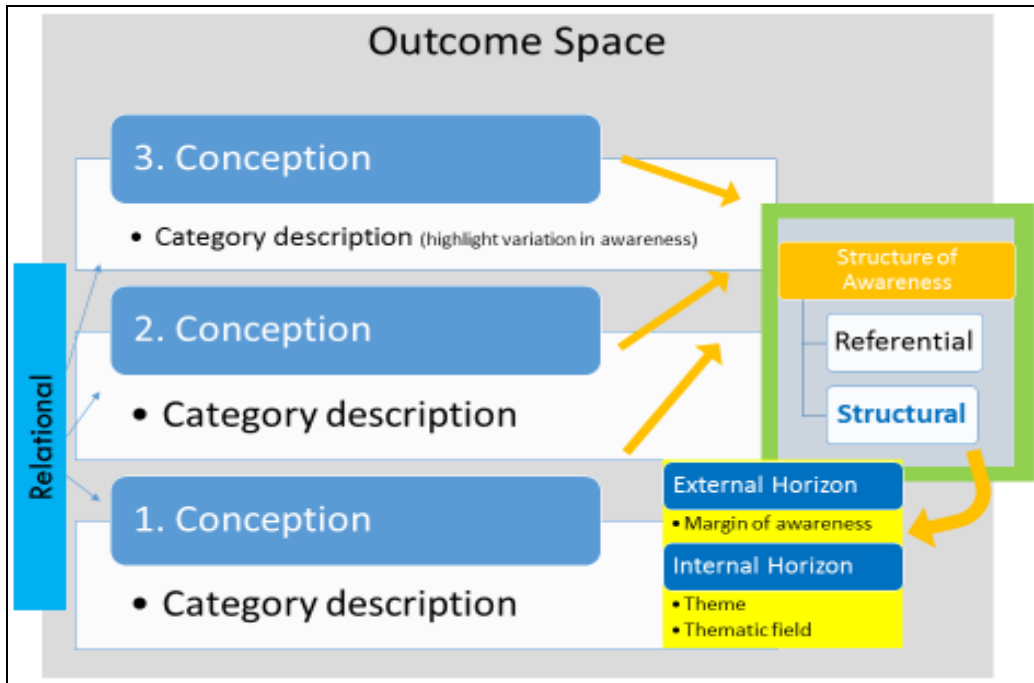 Outcome Space
3. Conception
• Category description (highlight variation in awareness)
Relational
2. Conception
• Category description
1. Conception
• Category description
Structure of
Awareness
Referential
Structural
External Horizon
• Margin of awareness
Internal Horizon
• Theme
• Thematic field